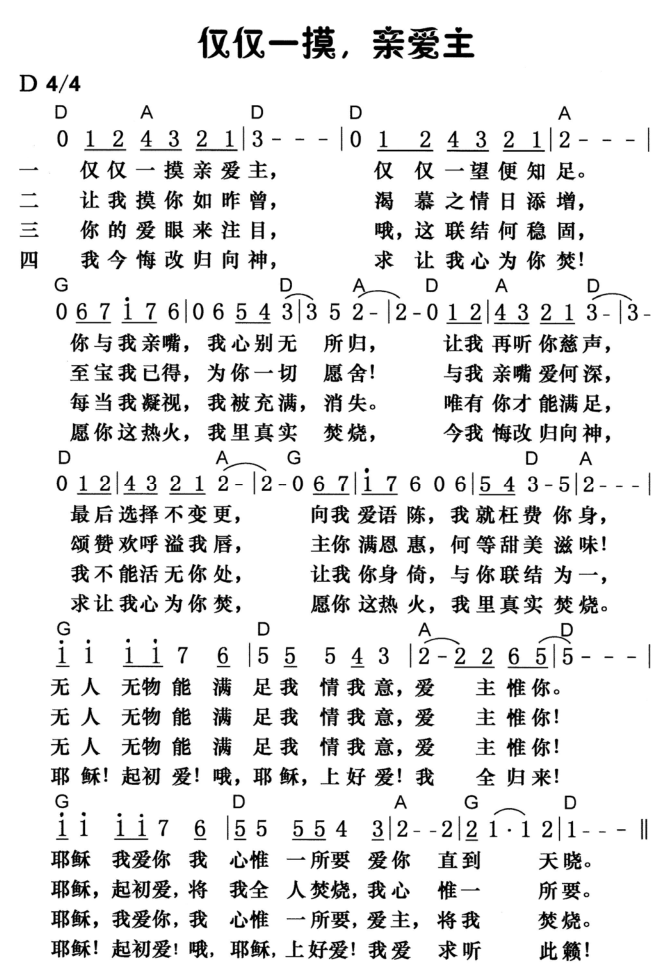 仅仅一摸，亲爱主
D 4/4
D A D D A
0 1 2 4 3 2 1 | 3 - - - | 0 1 2 4 3 2 1 | 2 - - - |
一 仅仅一摸亲爱主， 仅 仅一望便知足。
二 让我摸你如昨曾， 渴 慕之情日添增，
三 你的爱眼来注目， 哦，这联结何稳固，
四 我今悔改归向神， 求 让我心为你焚！
G D A D A D
0 6 7 i 7 6 | 0 6 5 4 3 | 3 5 2 - | 2 - 0 1 2 | 4 3 2 1 3 - | 3 -
你与我亲嘴，我心别无 所归， 让我 再听你慈声，
至宝我已得，为你一切 愿舍！ 与我 亲嘴爱何深，
每当我凝视，我被充满，消失。 唯有 你才能满足，
愿你这热火，我里真实 焚烧， 今我 悔改归向神，
D A G D A
0 1 2 | 4 3 2 1 2 - | 2 - 0 6 7 | i 7 6 0 6 | 5 4 3 - 5 | 2 - - - |
最后选择不变更， 向我 爱语陈，我就枉费你身，
颂赞欢呼溢我唇， 主你 满恩惠，何等甜美滋味！
我不能活无你处， 让我 你身倚，与你联结为一，
求让我心为你焚， 愿你 这热火，我里真实焚烧。
G D A D
i i i i 7 6 | 5 5 5 4 3 | 2 - 2 2 6 5 | 5 - - - |
无人 无物能 满 足我 情我意，爱 主惟你。
无人 无物能 满 足我 情我意，爱 主惟你！
无人 无物能 满 足我 情我意，爱 主惟你！
耶稣！起初爱！哦，耶稣，上好爱！我 全归来！
G D A G D
i i i i 7 6 | 5 5 5 5 4 3 | 2 - - 2 | 2 1 · 1 2 | 1 - - - ‖
耶稣 我爱你 我 心惟 一所要 爱你 直到 天晓。
耶稣，起初爱，将 我全 人焚烧，我心 惟一 所要。
耶稣，我爱你，我 心惟 一所要，爱主，将我 焚烧。
耶稣！起初爱！哦，耶稣，上好爱！我爱 求听 此籁！